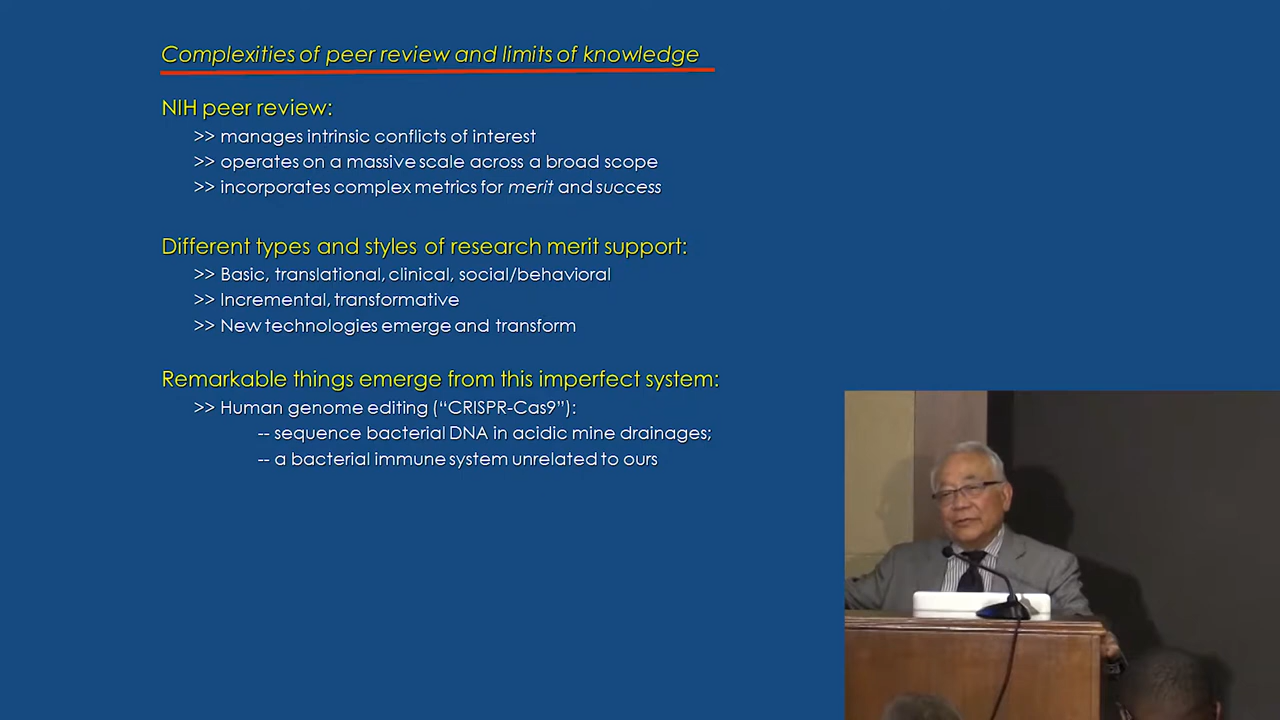 Complexities of peer review and limits of knowledge
NIH peer review:
>> manages intrinsic conflicts of interest
>> operates on a massive scale across a broad scope
>> incorporates complex metrics for merit and success
Different types and styles of research merit support:
>> Basic, translational, clinical, social/behavioral
>> Incremental, transformative
>> New technologies emerge and transform
Remarkable things emerge from this imperfect system:
>> Human genome editing (“CRISPR-Cas9”):
-- sequence bacterial DNA in acidic mine drainages;
-- a bacterial immune system unrelated to ours